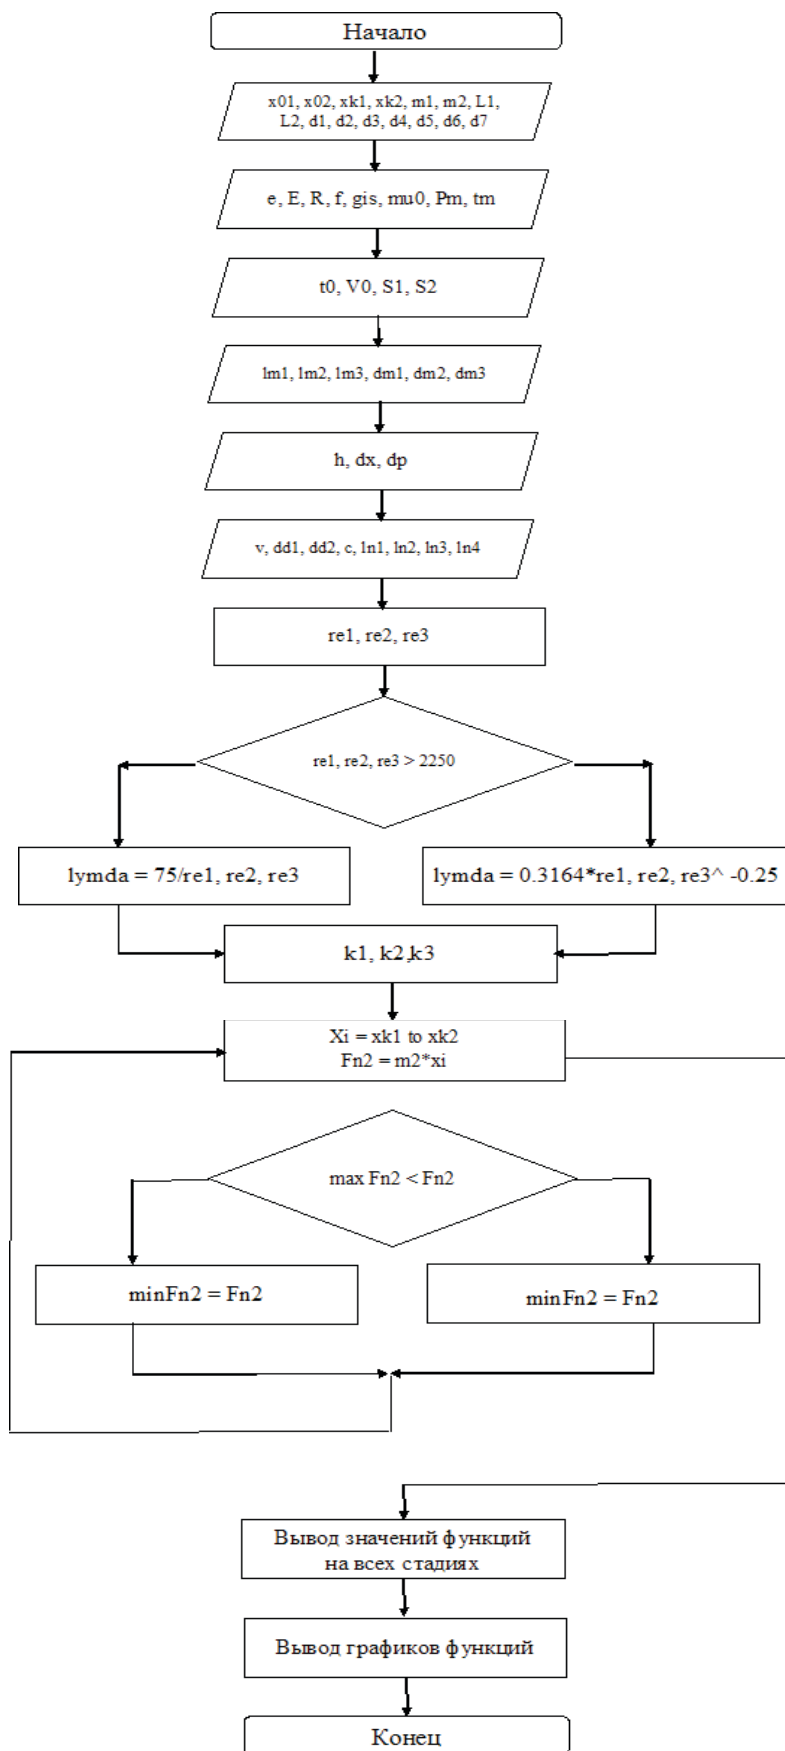 Начало
x01, x02, xk1, xk2, m1, m2, L1,
L2, d1, d2, d3, d4, d5, d6, d7
e, E, R, f, gis, mu0, Pm, tm
t0, V0, S1, S2
lm1, lm2, lm3, dm1, dm2, dm3
h, dx, dp
v, dd1, dd2, c, ln1, ln2, ln3, ln4
re1, re2, re3
re1, re2, re3 > 2250
lymda = 75/re1, re2, re3
lymda = 0.3164*re1, re2, re3^ -0.25
k1, k2,k3
Xi = xk1 to xk2
Fn2 = m2*xi
max Fn2 < Fn2
minFn2 = Fn2
minFn2 = Fn2
Вывод значений функций
на всех стадиях
Вывод графиков функций
Конец